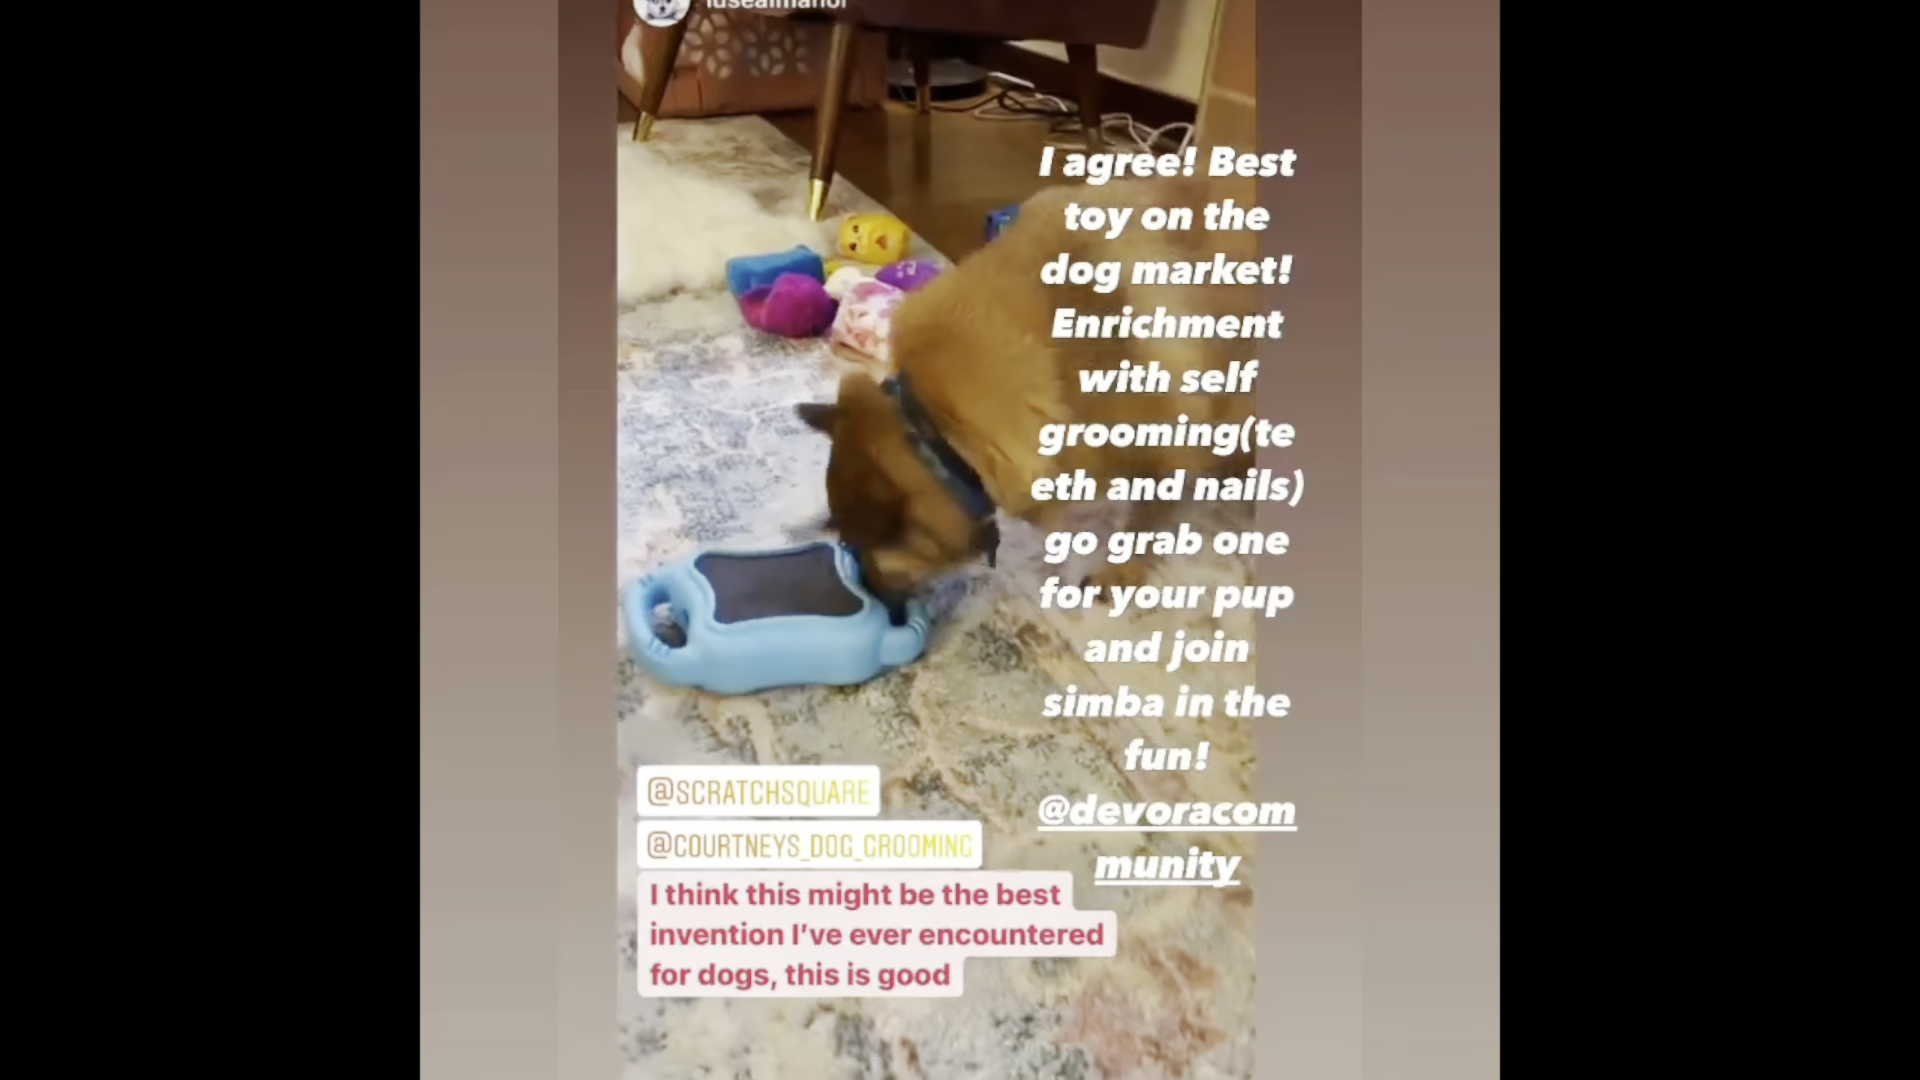 I agree! Best
toy on the
dog market!
Enrichment
with self
grooming(te
eth and nails)
go grab one
for your pup
and join
simba in the
fun!
@devoracom
munity
@SCRATCHSQUARE
@COURTNEYS_DOG_GROOMING
I think this might be the best
invention I’ve ever encountered
for dogs, this is good